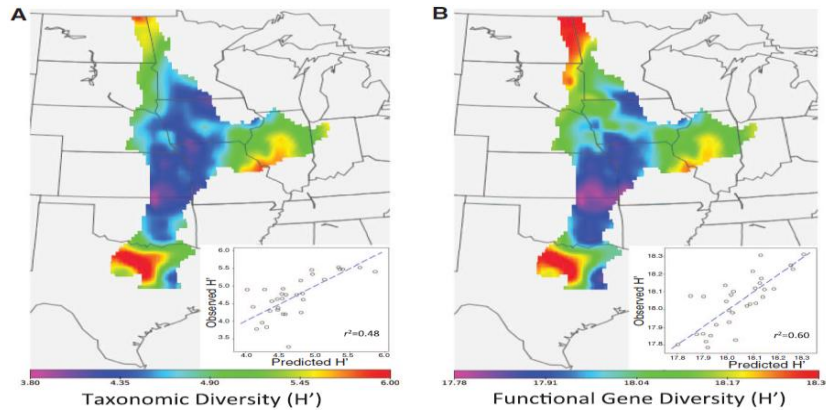 A
Observed H'
6.0
5.5
5.0
4.5
4.0
3.5
r²=0.48
4.0 4.5 5.0 5.5 6.0
Predicted H'
3.80 4.35 4.90 5.45 6.00
Taxonomic Diversity (H')
B
Observed H'
18.3
18.2
18.1
18.0
17.9
17.8
r²=0.60
17.8 17.9 18.0 18.1 18.2 18.3
Predicted H'
17.78 17.91 18.04 18.17 18.3
Functional Gene Diversity (H')